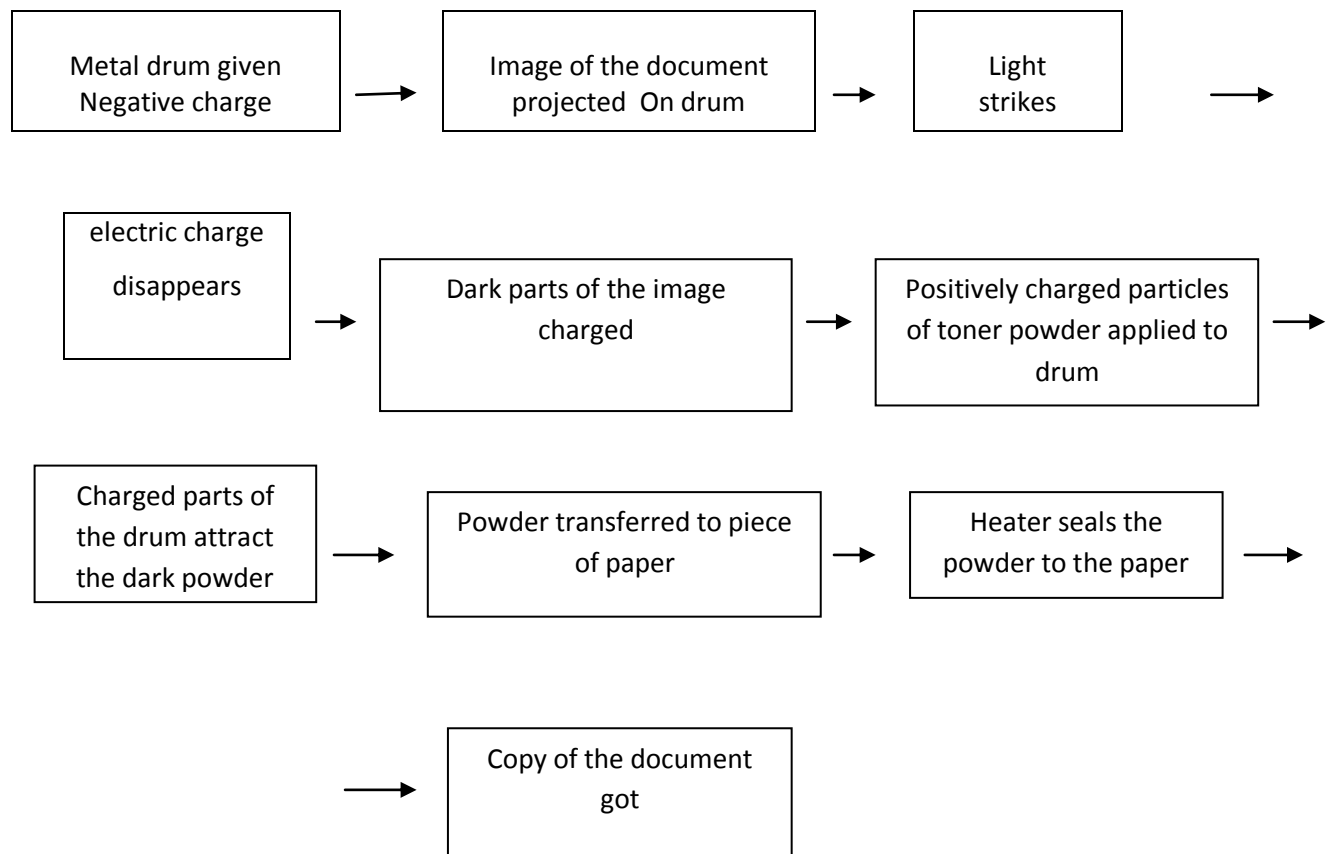 Metal drum given
Negative charge
Image of the document
projected On drum
Light
strikes
electric charge
disappears
Dark parts of the image
charged
Positively charged particles
of toner powder applied to
drum
Charged parts of
the drum attract
the dark powder
Powder transferred to piece
of paper
Heater seals the
powder to the paper
Copy of the document
got